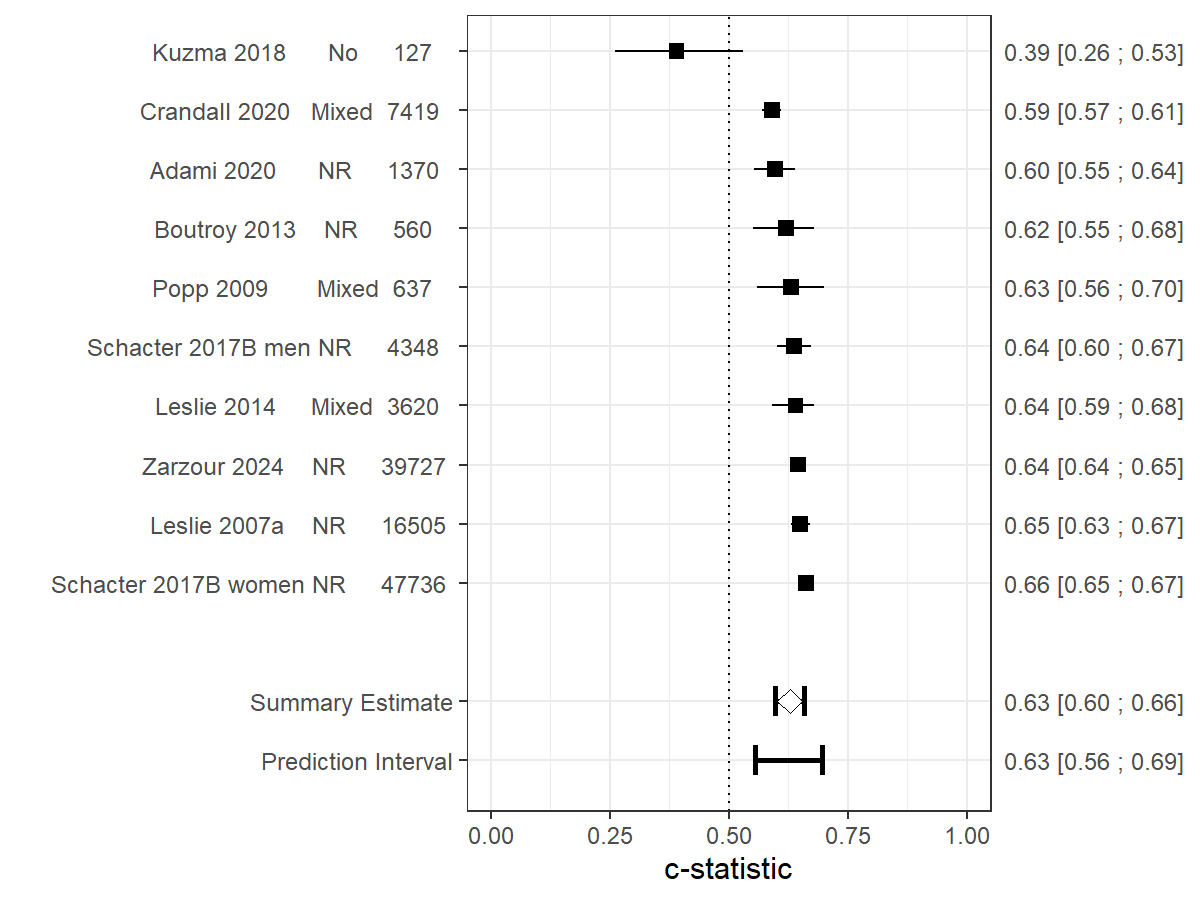 Kuzma 2018 No 127 0.39 [0.26 ; 0.53]
Crandall 2020 Mixed 7419 0.59 [0.57 ; 0.61]
Adami 2020 NR 1370 0.60 [0.55 ; 0.64]
Boutroy 2013 NR 560 0.62 [0.55 ; 0.68]
Popp 2009 Mixed 637 0.63 [0.56 ; 0.70]
Schacter 2017B men NR 4348 0.64 [0.60 ; 0.67]
Leslie 2014 Mixed 3620 0.64 [0.59 ; 0.68]
Zarzour 2024 NR 39727 0.64 [0.64 ; 0.65]
Leslie 2007a NR 16505 0.65 [0.63 ; 0.67]
Schacter 2017B women NR 47736 0.66 [0.65 ; 0.67]
Summary Estimate 0.63 [0.60 ; 0.66]
Prediction Interval 0.63 [0.56 ; 0.69]
0.00 0.25 0.50 0.75 1.00
c-statistic